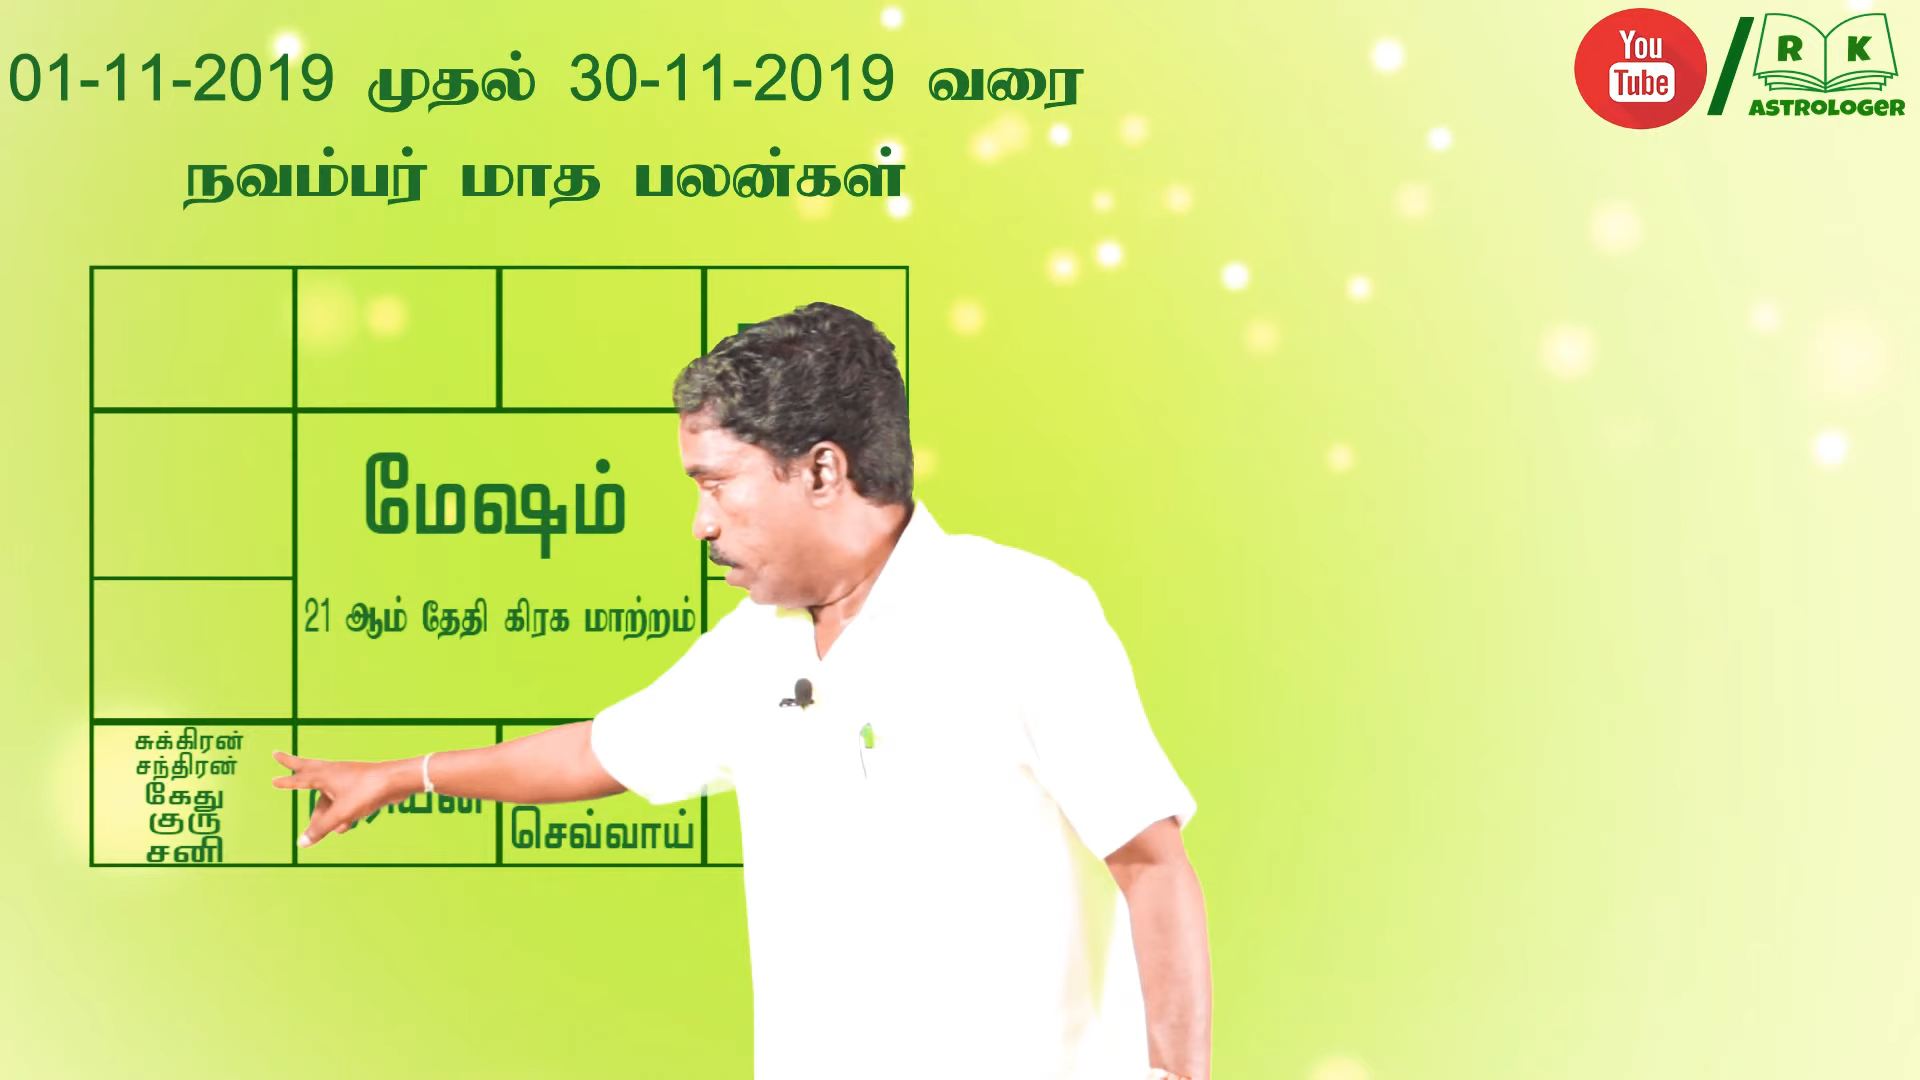 01-11-2019 முதல் 30-11-2019 வரை
நவம்பர் மாத பலன்கள்
You
Tube
R K
ASTROLOGER
மேஷம்
21 ஆம் தேதி கிரக மாற்றம்
சுக்கிரன்
சந்திரன்
கேது
குரு
சனி
செவ்வாய்